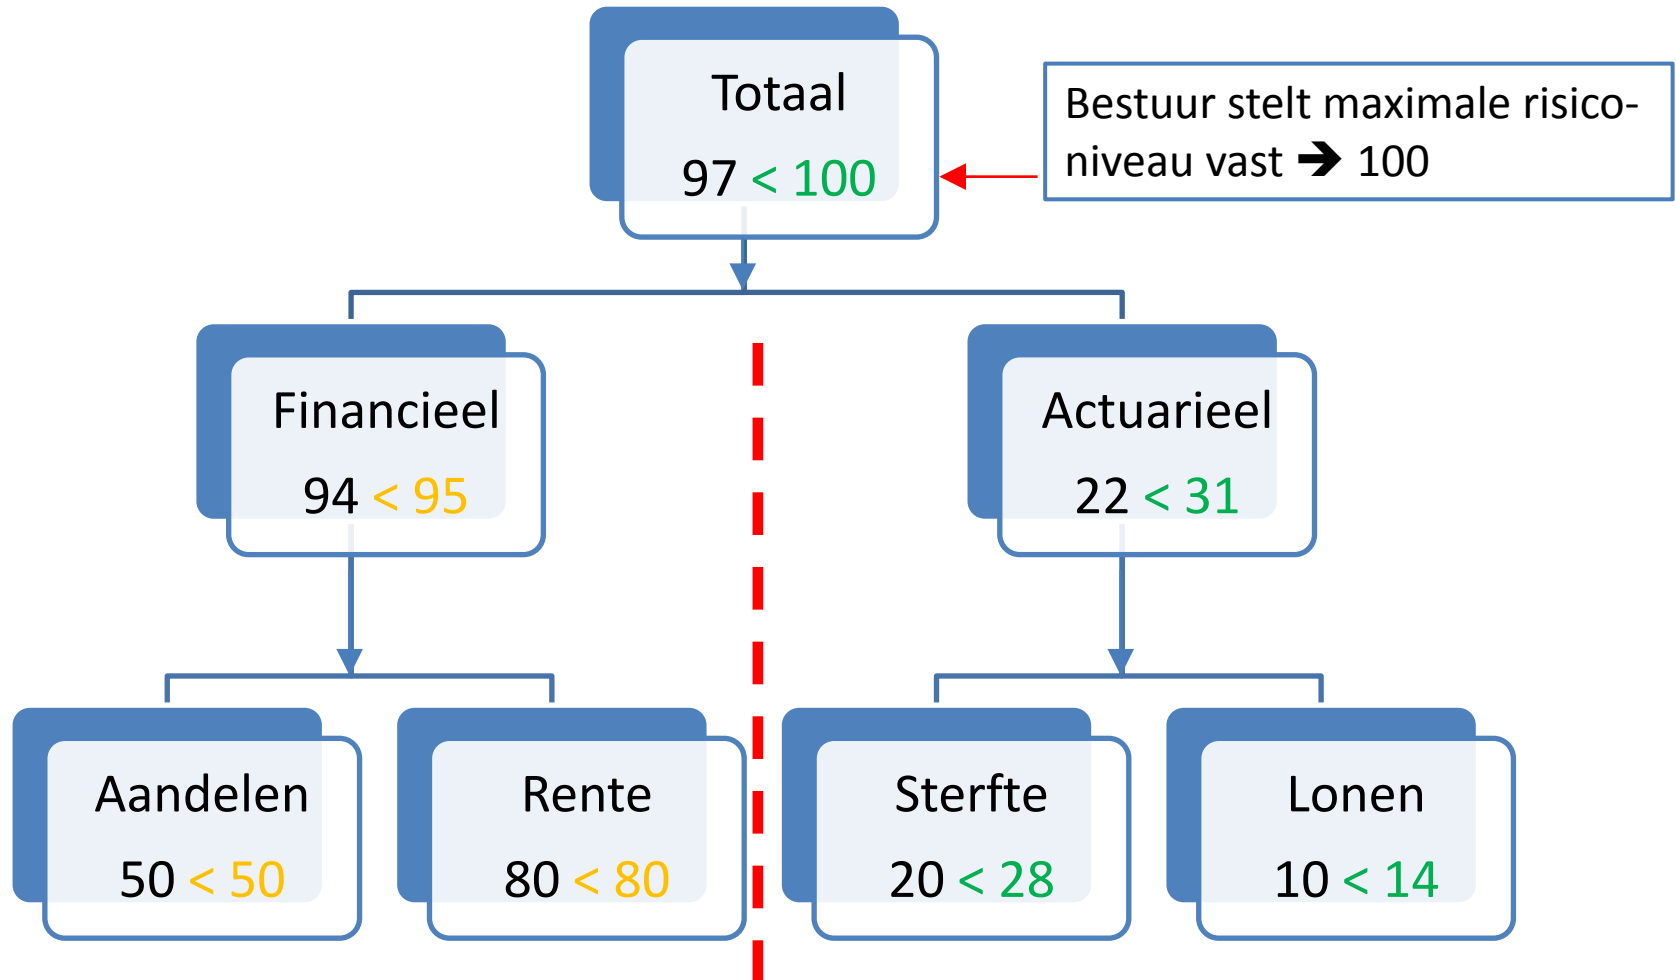 Totaal
97 < 100
Bestuur stelt maximale risico-
niveau vast ➔ 100
Financieel
94 < 95
Actuarieel
22 < 31
Aandelen
50 < 50
Rente
80 < 80
Sterfte
20 < 28
Lonen
10 < 14